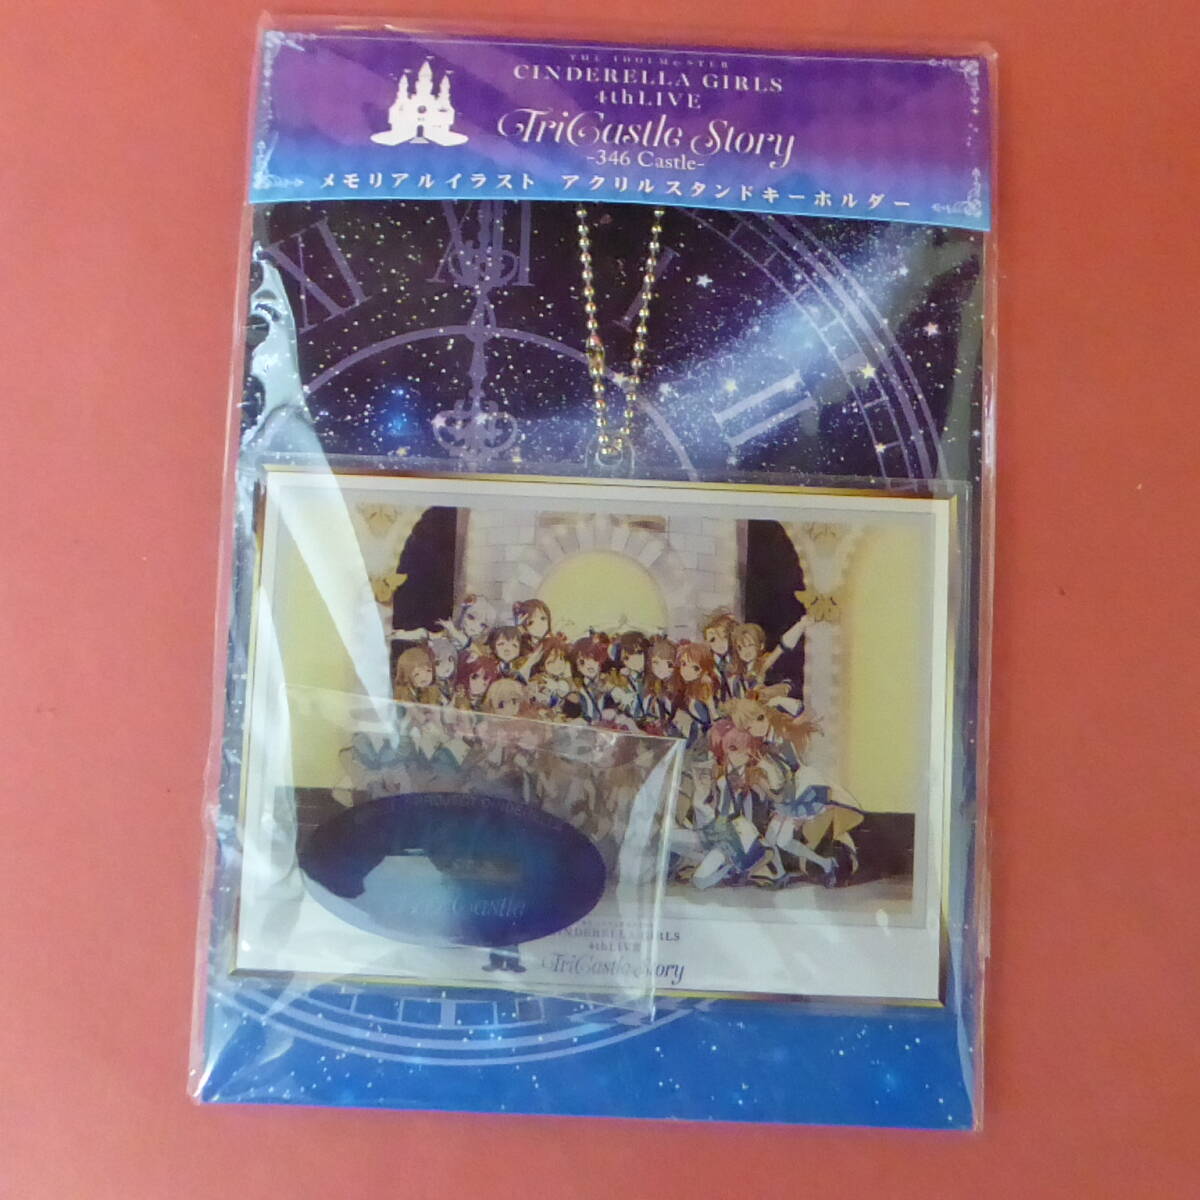 THE IDOLM@STER
CINDERELLA GIRLS
4thLIVE
TriCastle Story
-346 Castle-
メモリアルイラスト アクリルスタンドキーホルダー
XI
XII
I
II
PROJECT
TriCastle
CINDERELLA GIRLS
4thLIVE
TriCastle Story